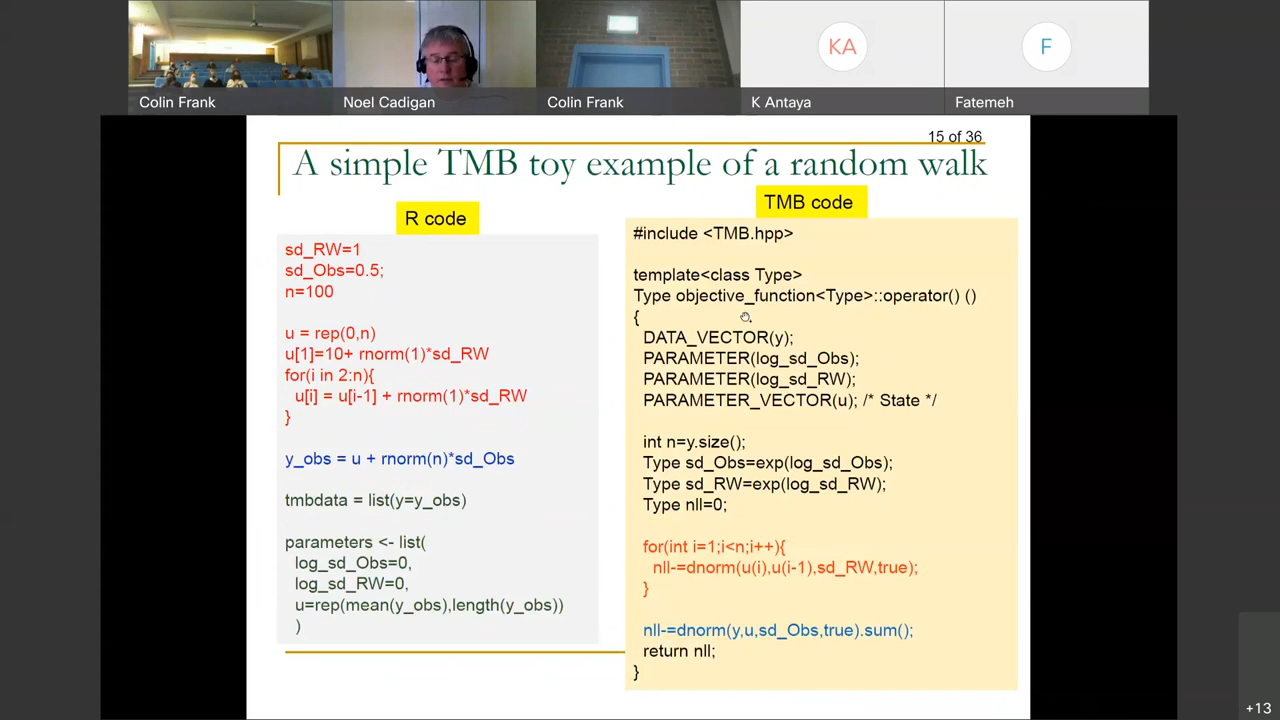 Colin Frank
Noel Cadigan
Colin Frank
KA
K Antaya
F
Fatemeh
15 of 36
A simple TMB toy example of a random walk
R code
sd_RW=1
sd_Obs=0.5;
n=100
u = rep(0,n)
u[1]=10+ rnorm(1)*sd_RW
for(i in 2:n){
u[i] = u[i-1] + rnorm(1)*sd_RW
}
y_obs = u + rnorm(n)*sd_Obs
tmbdata = list(y=y_obs)
parameters <- list(
log_sd_Obs=0,
log_sd_RW=0,
u=rep(mean(y_obs),length(y_obs))
)
TMB code
#include <TMB.hpp>
template<class Type>
Type objective_function<Type>::operator() ()
{
DATA_VECTOR(y);
PARAMETER(log_sd_Obs);
PARAMETER(log_sd_RW);
PARAMETER_VECTOR(u); /* State */
int n=y.size();
Type sd_Obs=exp(log_sd_Obs);
Type sd_RW=exp(log_sd_RW);
Type nll=0;
for(int i=1;i<n;i++){
nll-=dnorm(u(i),u(i-1),sd_RW,true);
}
nll-=dnorm(y,u,sd_Obs,true).sum();
return nll;
}
+13